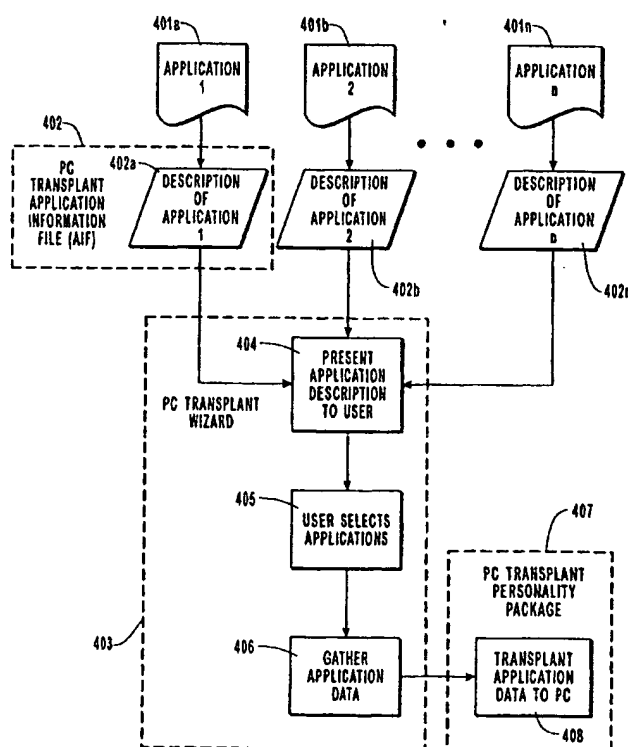 401a
401b
401n
APPLICATION
1
APPLICATION
2
APPLICATION
n
402
PC
TRANSPLANT
APPLICATION
INFORMATION
FILE (AIF)
402a
DESCRIPTION
OF
APPLICATION
1
DESCRIPTION
OF
APPLICATION
2
402b
DESCRIPTION
OF
APPLICATION
n
402n
403
PC TRANSPLANT
WIZARD
404
PRESENT
APPLICATION
DESCRIPTION
TO USER
405
USER SELECTS
APPLICATIONS
406
GATHER
APPLICATION
DATA
407
PC TRANSPLANT
PERSONALITY
PACKAGE
TRANSPLANT
APPLICATION
DATA TO PC
408